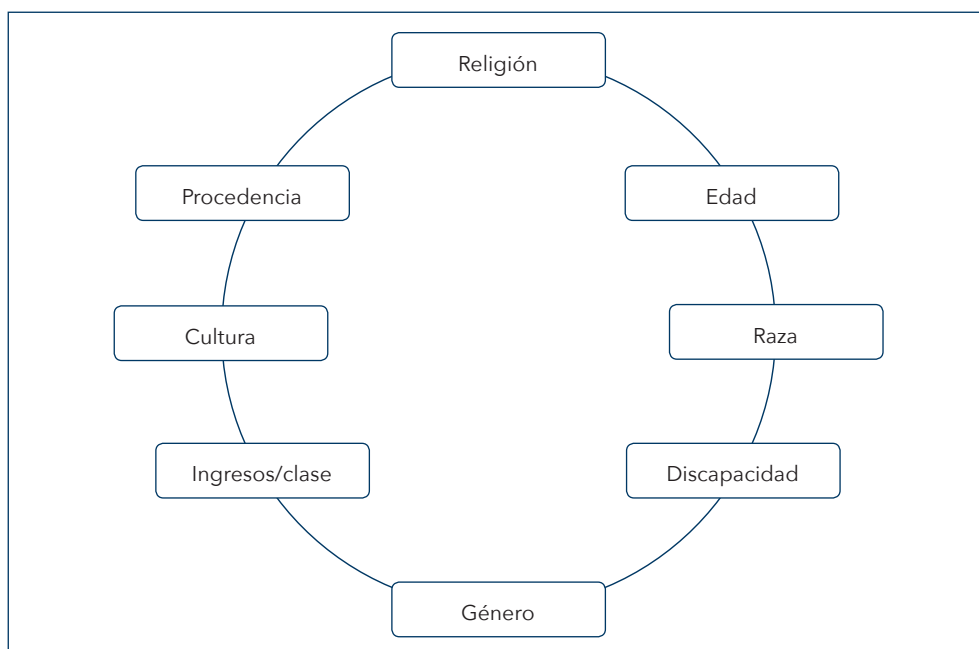 Religión
Procedencia
Edad
Cultura
Raza
Ingresos/clase
Discapacidad
Género